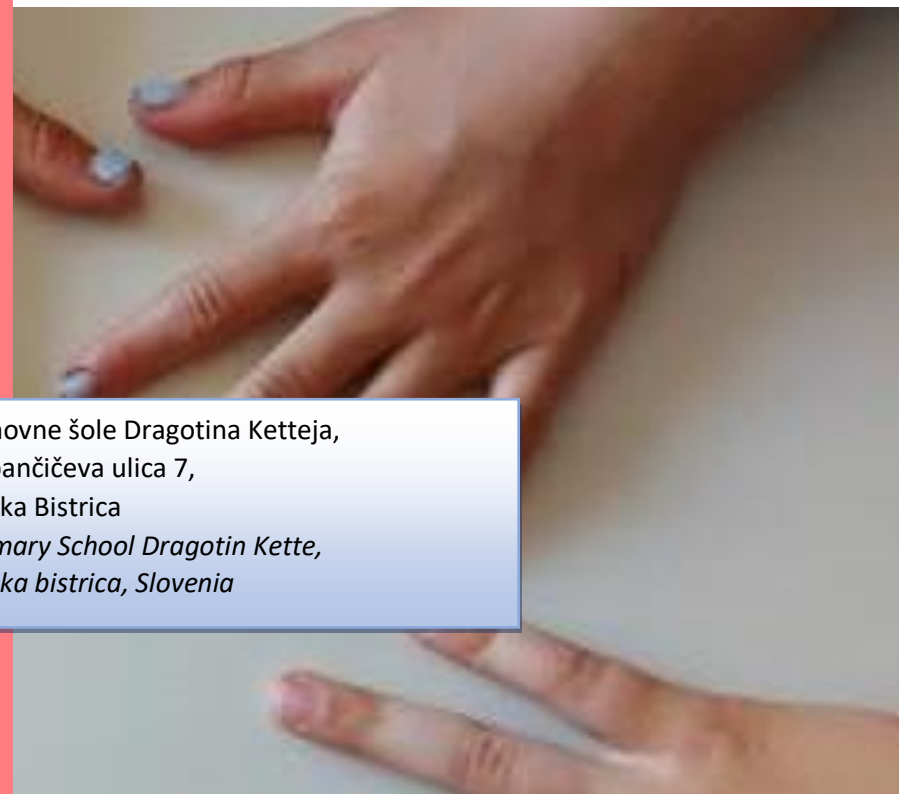 novne šole Dragotina Ketteja,
pančičeva ulica 7,
ka Bistrica
mary School Dragotin Kette,
ka bistrica, Slovenia